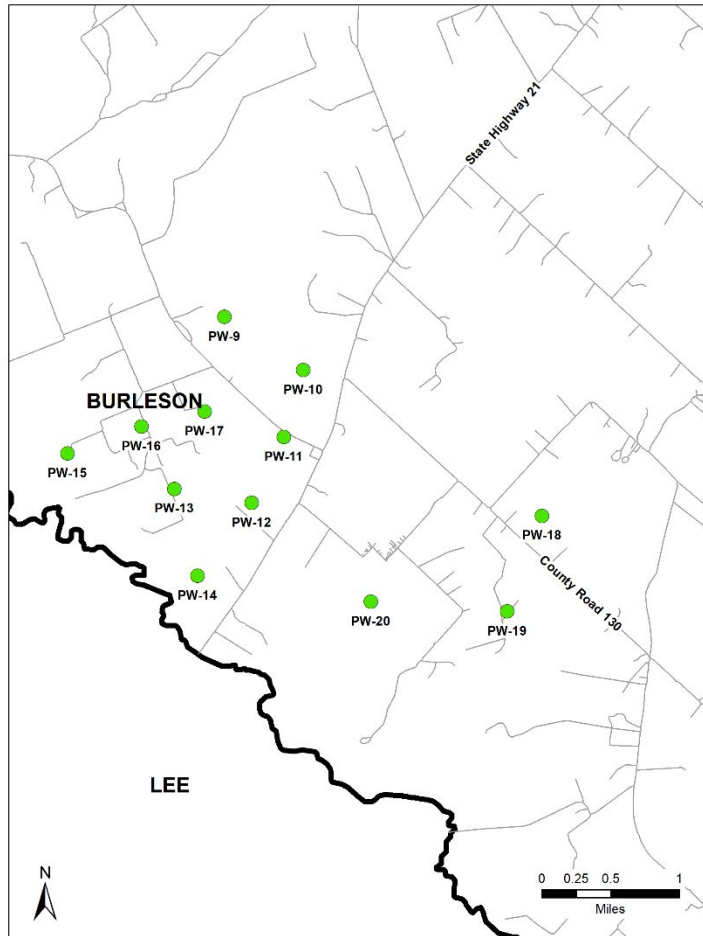 State Highway 21
PW-9
PW-10
BURLESON
PW-17
PW-16
PW-11
PW-15
PW-13
PW-12
PW-18
County Road 130
PW-14
PW-20
PW-19
LEE
N
0 0.25 0.5 1
Miles